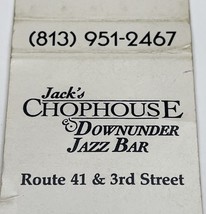 (813) 951-2467
Jack's
CHOPHOUSE
& DOWNUNDER
JAZZ BAR
Route 41 & 3rd Street